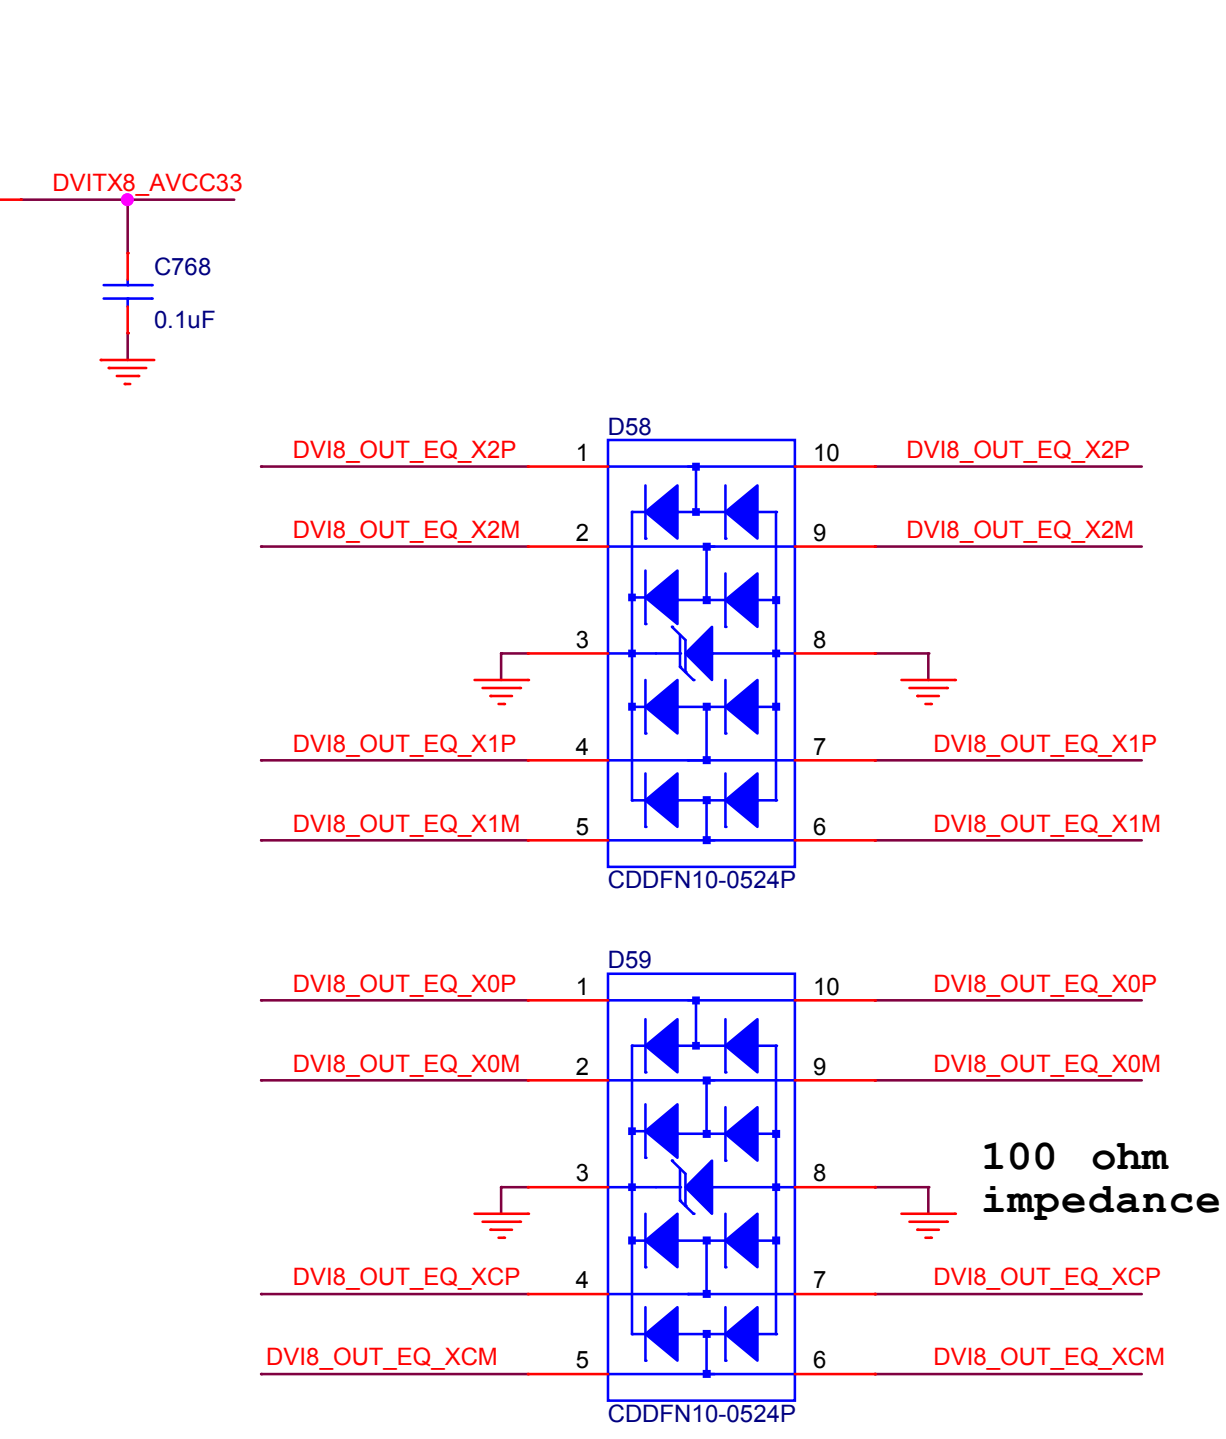 DVITX8_AVCC33
C768
0.1uF
D58
DVI8_OUT_EQ_X2P 1 10 DVI8_OUT_EQ_X2P
DVI8_OUT_EQ_X2M 2 9 DVI8_OUT_EQ_X2M
3 8
DVI8_OUT_EQ_X1P 4 7 DVI8_OUT_EQ_X1P
DVI8_OUT_EQ_X1M 5 6 DVI8_OUT_EQ_X1M
CDDFN10-0524P
D59
DVI8_OUT_EQ_X0P 1 10 DVI8_OUT_EQ_X0P
DVI8_OUT_EQ_X0M 2 9 DVI8_OUT_EQ_X0M
100 ohm
3 8
impedance
DVI8_OUT_EQ_XCP 4 7 DVI8_OUT_EQ_XCP
DVI8_OUT_EQ_XCM 5 6 DVI8_OUT_EQ_XCM
CDDFN10-0524P